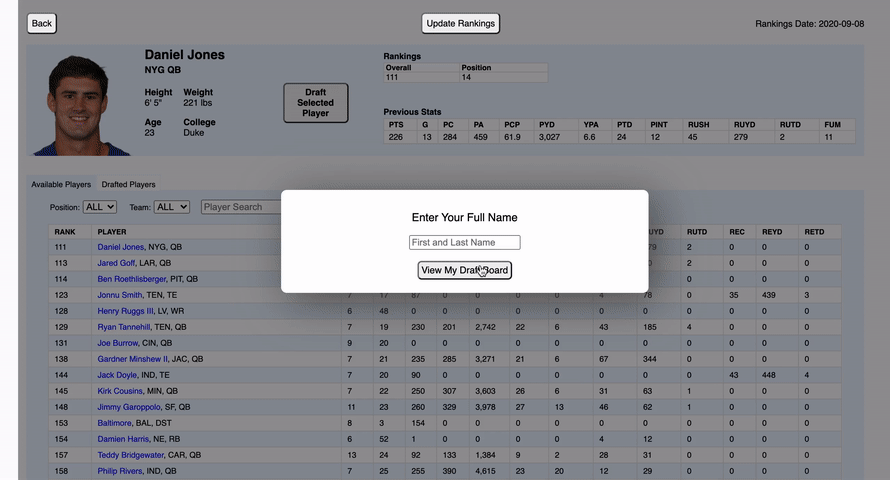 Back
Update Rankings
Rankings Date: 2020-09-08
Daniel Jones
NYG QB
Height Weight
6' 5" 221 lbs
Age College
23 Duke
Draft
Selected
Player
Rankings
Overall Position
111 14
Previous Stats
PTS G PC PA PCP PYD YPA PTD PINT RUSH RUYD RUTD FUM
226 13 284 459 61.9 3,027 6.6 24 12 45 279 2 11
Available Players Drafted Players
Position: ALL Team: ALL Player Search
Enter Your Full Name
First and Last Name
View My Draft Board
RANK PLAYER RUTD REC REYD RETD
111 Daniel Jones, NYG, QB 2 0 0 0
113 Jared Goff, LAR, QB 2 0 0 0
114 Ben Roethlisberger, PIT, QB 0 0 0 0
123 Jonnu Smith, TEN, TE 7 17 87 0 0 0 0 4 78 0 35 439 3
128 Henry Ruggs III, LV, WR 6 48 0 0 0 0 0 0 0 0 0 0 0
129 Ryan Tannehill, TEN, QB 7 19 230 201 2,742 22 6 43 185 4 0 0 0
131 Joe Burrow, CIN, QB 9 20 0 0 0 0 0 0 0 0 0 0 0
138 Gardner Minshew II, JAC, QB 7 21 235 285 3,271 21 6 67 344 0 0 0 0
144 Jack Doyle, IND, TE 7 20 90 0 0 0 0 0 0 0 43 448 4
145 Kirk Cousins, MIN, QB 7 22 250 307 3,603 26 6 31 63 1 0 0 0
148 Jimmy Garoppolo, SF, QB 11 23 260 329 3,978 27 13 46 62 1 0 0 0
153 Baltimore, BAL, DST 8 3 154 0 0 0 0 0 0 0 0 0 0
154 Damien Harris, NE, RB 6 52 1 0 0 0 0 4 12 0 0 0 0
157 Teddy Bridgewater, CAR, QB 13 24 92 133 1,384 9 2 28 31 0 0 0 0
158 Philip Rivers, IND, QB 7 25 255 390 4,615 23 20 12 29 0 0 0 0